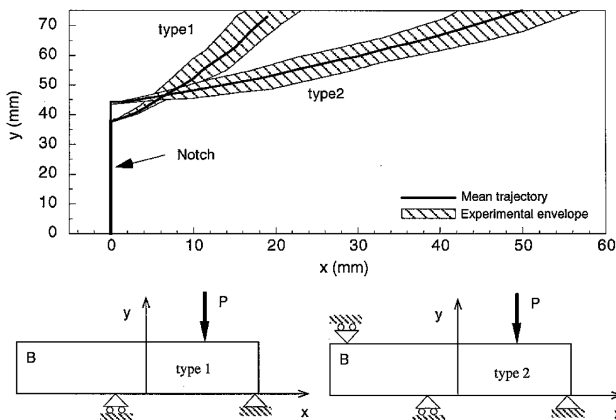 70
60
50
40
30
20
10
0
y (mm)
type1
type2
Notch
Mean trajectory
Experimental envelope
0 10 20 30 40 50 60
x (mm)
y
P
B
type 1
x
y
P
B
type 2